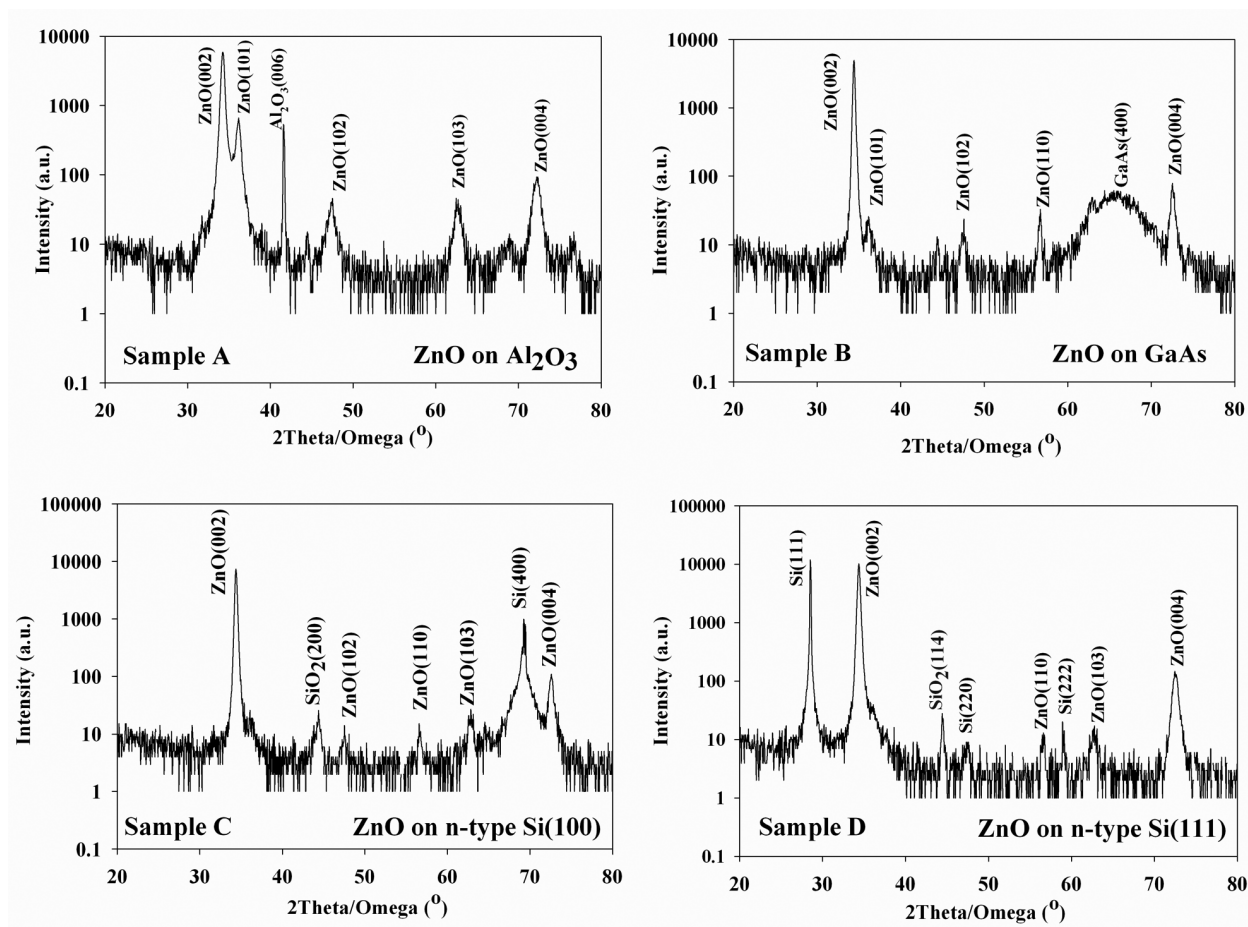 10000
1000
100
10
1
0.1
Intensity (a.u.)
ZnO(002)
ZnO(101)
Al2O3(006)
ZnO(102)
ZnO(103)
ZnO(004)
Sample A
ZnO on Al2O3
20 30 40 50 60 70 80
2Theta/Omega (o)
10000
1000
100
10
1
0.1
Intensity (a.u.)
ZnO(002)
ZnO(101)
ZnO(102)
ZnO(110)
GaAs(400)
ZnO(004)
Sample B
ZnO on GaAs
20 30 40 50 60 70 80
2Theta/Omega (o)
100000
10000
1000
100
10
1
0.1
Intensity (a.u.)
ZnO(002)
SiO2(200)
ZnO(102)
ZnO(110)
ZnO(103)
Si(400)
ZnO(004)
Sample C
ZnO on n-type Si(100)
20 30 40 50 60 70 80
2Theta/Omega (o)
100000
10000
1000
100
10
1
0.1
Intensity (a.u.)
Si(111)
ZnO(002)
SiO2(114)
Si(220)
ZnO(110)
Si(222)
ZnO(103)
ZnO(004)
Sample D
ZnO on n-type Si(111)
20 30 40 50 60 70 80
2Theta/Omega (o)